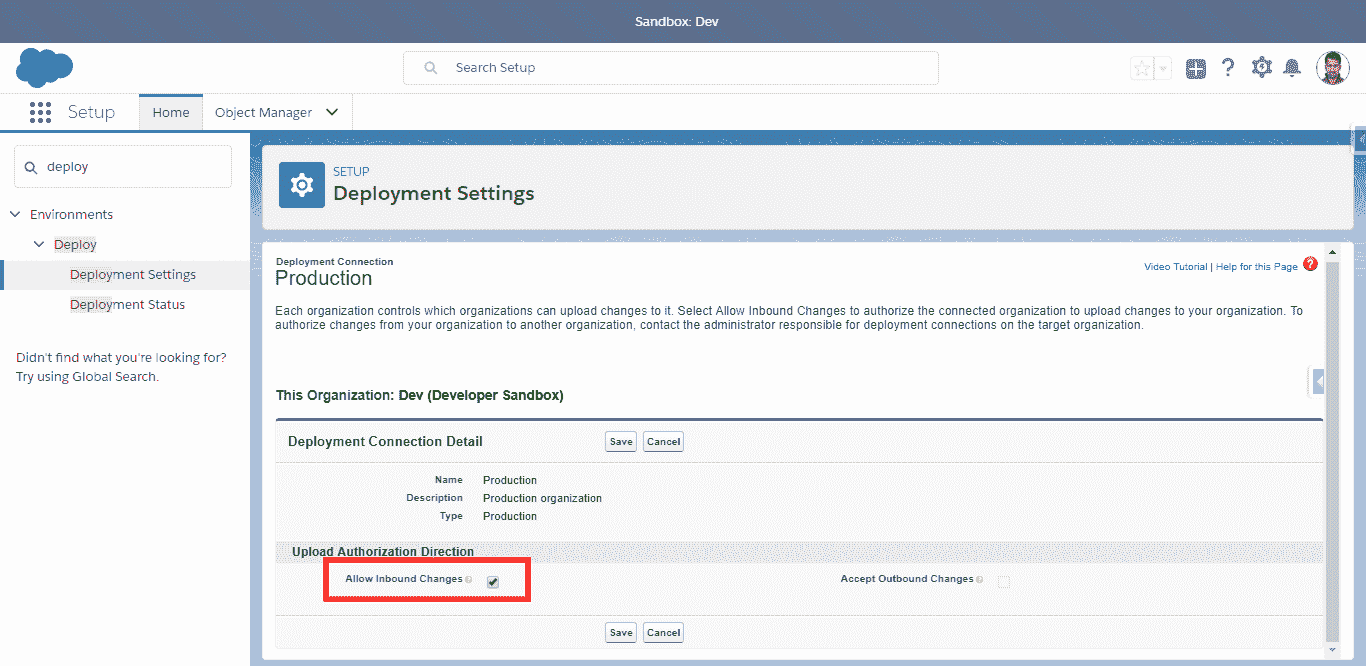 Sandbox: Dev
Search Setup
Setup
Home
Object Manager
deploy
Environments
Deploy
Deployment Settings
Deployment Status
Didn't find what you're looking for?
Try using Global Search.
SETUP
Deployment Settings
Deployment Connection
Production
Video Tutorial | Help for this Page
Each organization controls which organizations can upload changes to it. Select Allow Inbound Changes to authorize the connected organization to upload changes to your organization. To
authorize changes from your organization to another organization, contact the administrator responsible for deployment connections on the target organization.
This Organization: Dev (Developer Sandbox)
Deployment Connection Detail
Save Cancel
Name Production
Description Production organization
Type Production
Upload Authorization Direction
Allow Inbound Changes
Accept Outbound Changes
Save Cancel